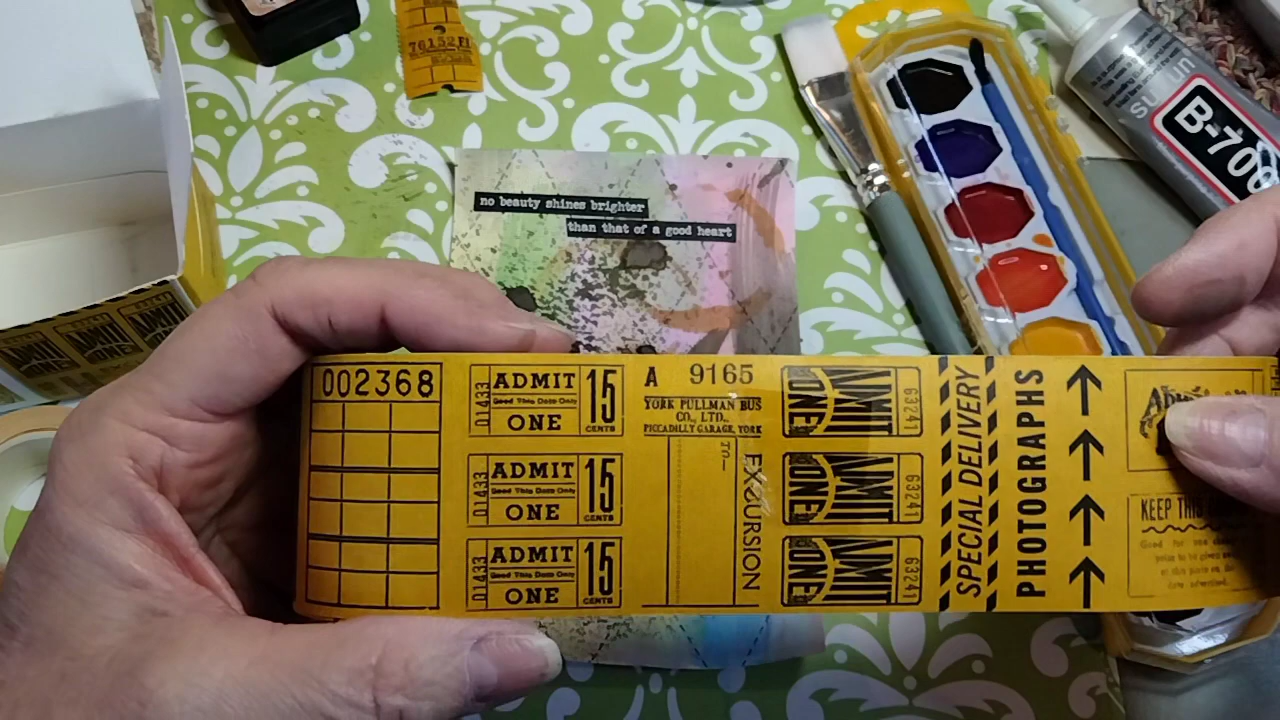 76152 F1
no beauty shines brighter
than that of a good heart
B-700
002368
01433
ADMIT
Good This Date Only
ONE
15
CENTS
01433
ADMIT
Good This Date Only
ONE
15
CENTS
01433
ADMIT
Good This Date Only
ONE
15
CENTS
A 9165
YORK PULLMAN BUS
CO., LTD.,
PICCADILLY GARAGE, YORK
EXCURSION
ADMIT
ONE
63241
ADMIT
ONE
63241
ADMIT
ONE
63241
SPECIAL DELIVERY
PHOTOGRAPHS
KEEP THIS